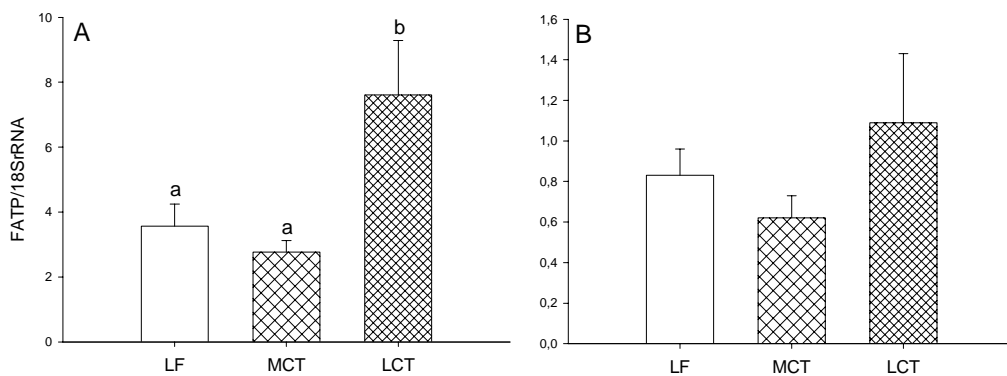 A
FATP/18SrRNA
10
8
6
4
2
0
a
a
b
LF MCT LCT
B
1,6
1,4
1,2
1,0
0,8
0,6
0,4
0,2
0,0
LF MCT LCT